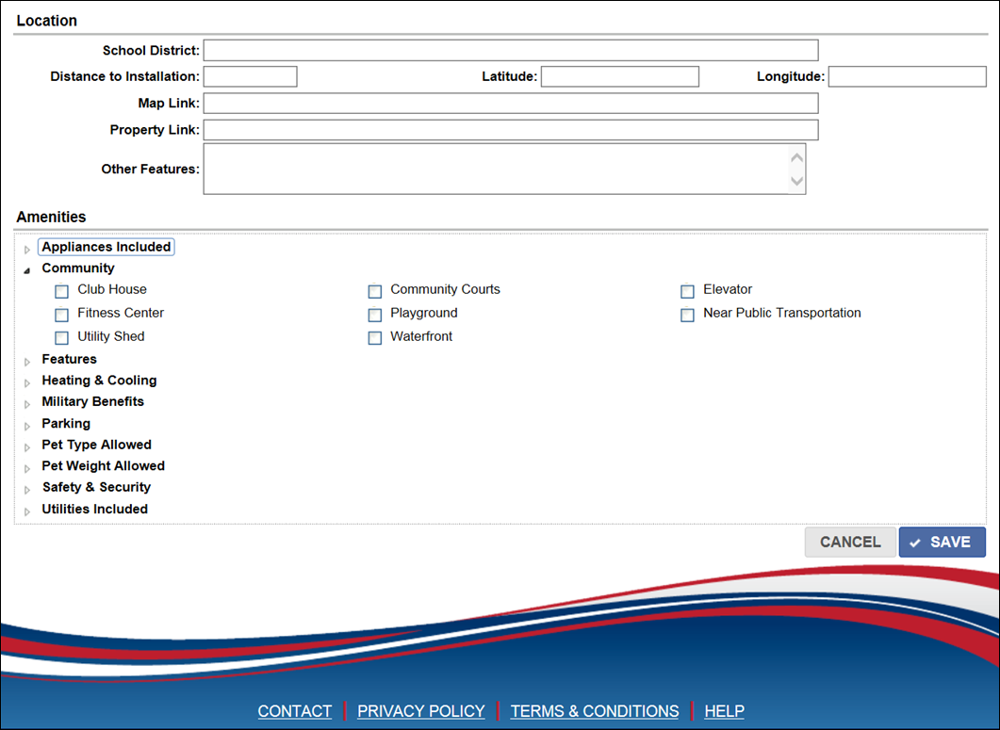 Location
School District:
Distance to Installation: Latitude: Longitude:
Map Link:
Property Link:
Other Features:
Amenities
Appliances Included
Community
Club House Community Courts Elevator
Fitness Center Playground Near Public Transportation
Utility Shed Waterfront
Features
Heating & Cooling
Military Benefits
Parking
Pet Type Allowed
Pet Weight Allowed
Safety & Security
Utilities Included
CANCEL SAVE
CONTACT PRIVACY POLICY TERMS & CONDITIONS HELP